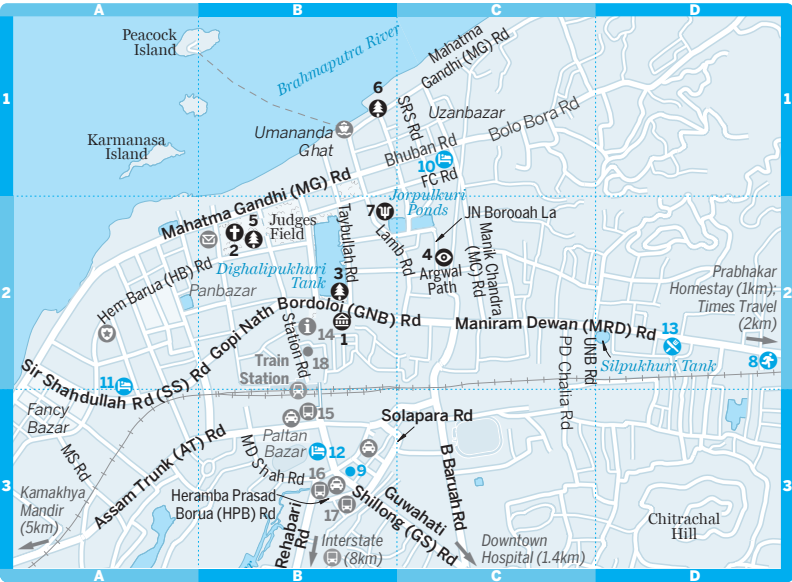 A
B
C
D
Peacock
Island
Brahmaputra River
Mahatma
Gandhi (MG) Rd
1
1
6
SRS Rd
Uzanbazar
Bolo Bora Rd
Karmanasa
Island
Umananda
Ghat
Bhuban Rd
10
FC Rd
Mahatma Gandhi (MG) Rd
Jorpulkuri
Ponds
7
5
2
Judges
Field
Taybullah Rd
Lamb Rd
JN Borooah La
4
Argwal
Path
Manik Chandra
(MC) Rd
Hem Barua (HB) Rd
Dighalipukhuri
Tank
3
Panbazar
Prabhakar
Homestay (1km);
Times Travel
(2km)
2
2
Gopi Nath Bordoloi (GNB) Rd
Maniram Dewan (MRD) Rd
13
14
1
Station Rd
18
Train
Station
UNB Rd
PD Chalia Rd
Silpukhuri Tank
8
Sir Shahdullah Rd (SS) Rd
11
Fancy
Bazar
15
Solapara Rd
MS Rd
Assam Trunk (AT) Rd
Paltan
Bazar
12
MD Shah Rd
16
9
B Baruah Rd
3
3
Kamakhya
Mandir
(5km)
Heramba Prasad
Borua (HPB) Rd
17
Guwahati
Shillong (GS) Rd
Chitrachal
Hill
Rehabari
Rd
Interstate
(8km)
Downtown
Hospital (1.4km)
A
B
C
D